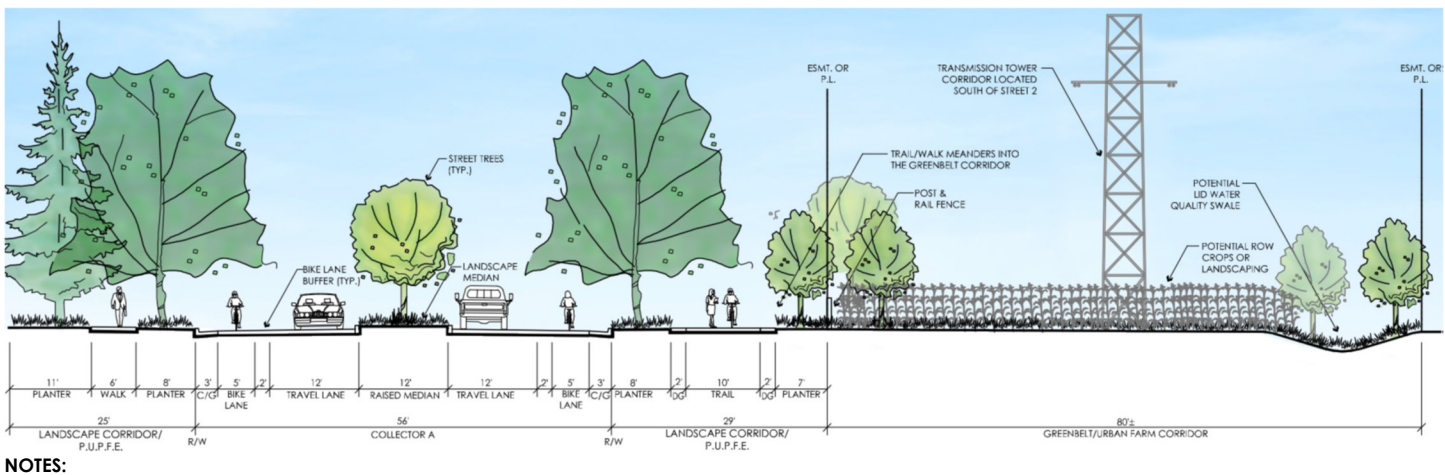 ESMT. OR
P.L.
TRANSMISSION TOWER
CORRIDOR LOCATED
SOUTH OF STREET 2
ESMT. OR
P.L.
STREET TREES
(TYP.)
TRAIL/WALK MEANDERS INTO
THE GREENBELT CORRIDOR
POST &
RAIL FENCE
POTENTIAL
LID WATER
QUALITY SWALE
BIKE LANE
BUFFER (TYP.)
LANDSCAPE
MEDIAN
POTENTIAL ROW
CROPS OR
LANDSCAPING
11' 6' 8' 3' 5' 2' 12' 12' 12' 2' 5' 3' 8' 2' 10' 2' 7'
PLANTER WALK PLANTER C/G BIKE LANE TRAVEL LANE RAISED MEDIAN TRAVEL LANE BIKE LANE C/G PLANTER DG TRAIL DG PLANTER
25' 56' 29' 80'±
LANDSCAPE CORRIDOR/
P.U.P.F.E.
R/W
COLLECTOR A
R/W
LANDSCAPE CORRIDOR/
P.U.P.F.E.
GREENBELT/URBAN FARM CORRIDOR
NOTES: